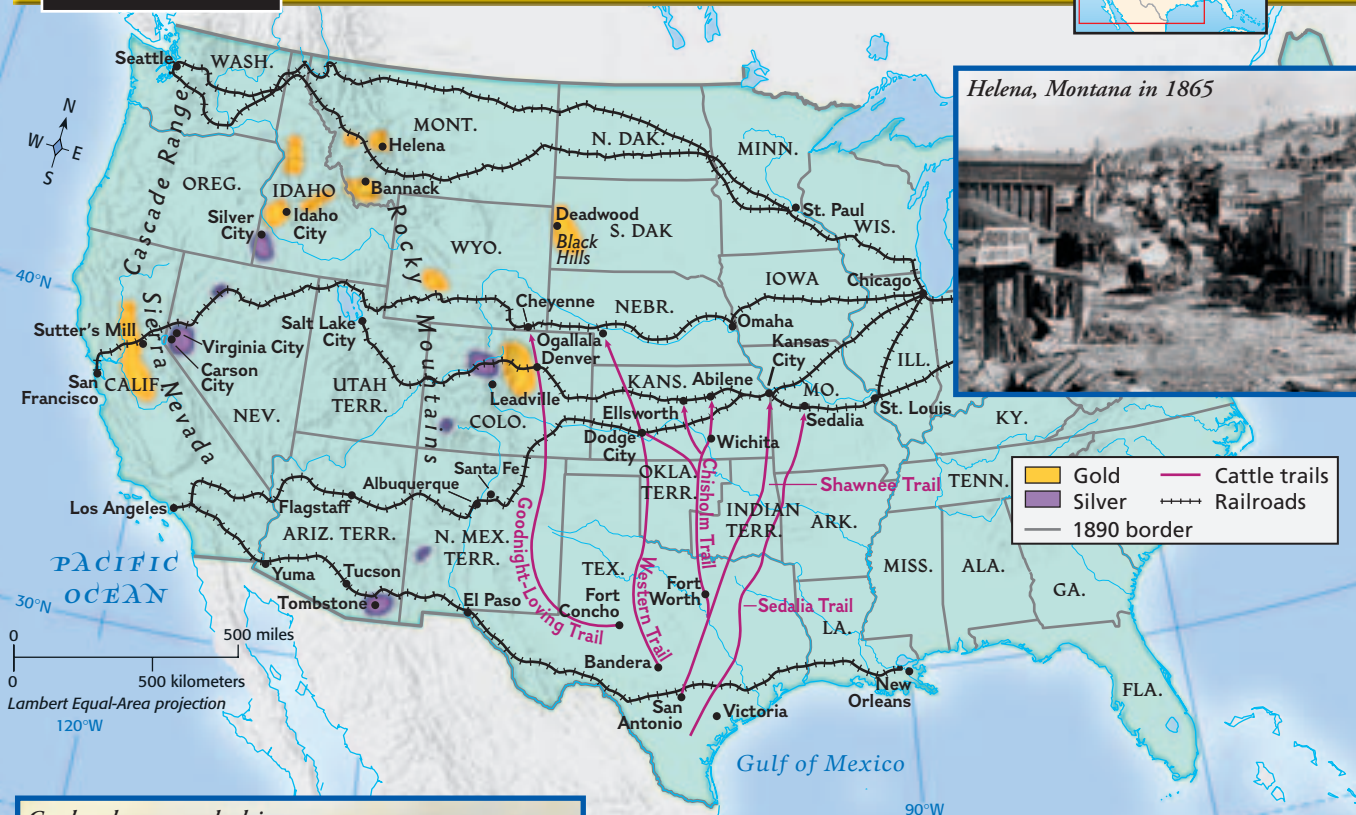 Helena, Montana in 1865
Seattle
WASH.
N
W
E
S
Cascade Range
MONT.
Helena
N. DAK.
MINN.
OREG.
IDAHO
Bannack
Silver
City
Idaho
City
Rocky
Mountains
WYO.
Deadwood
Black
Hills
S. DAK
St. Paul
WIS.
40°N
IOWA
Chicago
Sutter's Mill
Sierra Nevada
Virginia City
Carson
City
Salt Lake
City
Cheyenne
NEBR.
Ogallala
Denver
Omaha
Kansas
City
ILL.
San
Francisco
CALIF.
NEV.
UTAH
TERR.
Leadville
COLO.
KANS.
Abilene
Ellsworth
MO.
St. Louis
Sedalia
KY.
Dodge
City
Wichita
Santa Fe
Albuquerque
OKLA.
TERR.
Chisholm Trail
Shawnee Trail
TENN.
Gold
Silver
1890 border
Cattle trails
Railroads
Los Angeles
Flagstaff
ARIZ. TERR.
N. MEX.
TERR.
Goodnight-Loving Trail
INDIAN
TERR.
ARK.
PACIFIC
OCEAN
Yuma
Tucson
Tombstone
El Paso
TEX.
Fort
Concho
Western Trail
Fort
Worth
Sedalia Trail
MISS.
ALA.
GA.
LA.
30°N
0
500 miles
0
500 kilometers
Lambert Equal-Area projection
Bandera
San
Antonio
Victoria
New
Orleans
FLA.
120°W
Gulf of Mexico
90°W